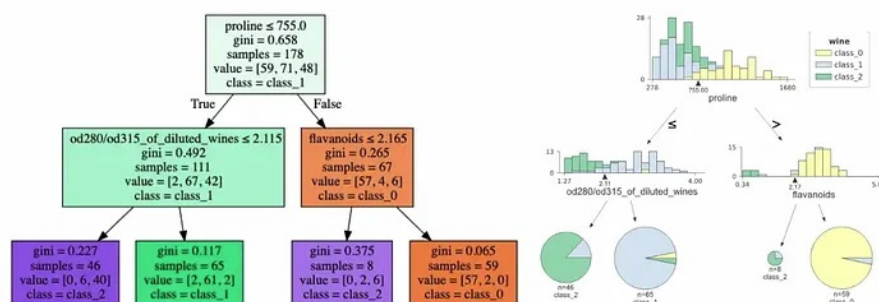 proline ≤ 755.0
gini = 0.658
samples = 178
value = [59, 71, 48]
class = class_1
True
False
od280/od315_of_diluted_wines ≤ 2.115
gini = 0.492
samples = 111
value = [2, 67, 42]
class = class_1
flavanoids ≤ 2.165
gini = 0.265
samples = 67
value = [57, 4, 6]
class = class_0
gini = 0.227
samples = 46
value = [0, 6, 40]
class = class_2
gini = 0.117
samples = 65
value = [2, 61, 2]
class = class_1
gini = 0.375
samples = 8
value = [0, 2, 6]
class = class_2
gini = 0.065
samples = 59
value = [57, 2, 0]
class = class_0
28
0
278
755.00
1680
proline
wine
class_0
class_1
class_2
≤
>
13
0
1.27
2.11
4.00
od280/od315_of_diluted_wines
15
0
0.34
2.17
flavanoids
n=46
class_2
n=65
n=8
class_2
n=59